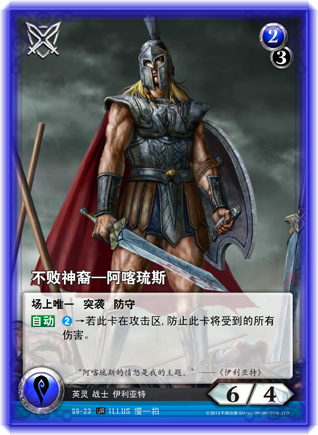 2
3
不败神裔—阿喀琉斯
场上唯一 突袭 防守
自动 2→若此卡在攻击区,防止此卡将受到的所有
伤害。
"阿喀琉斯的愤怒是我的主题。"——《伊利亚特》
英灵 战士 伊利亚特
6 / 4
S0-23 UR ILLUS 慢一拍